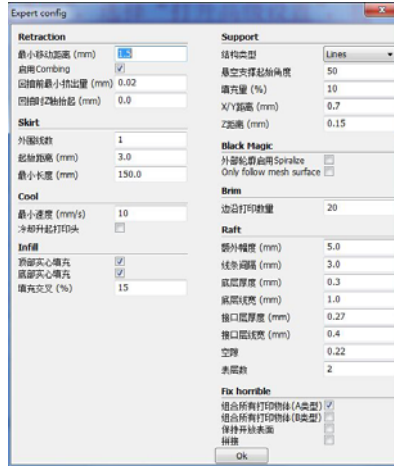 Expert config
Retraction
最小移动距离 (mm) 1.5
启用Combing
回抽前最小挤出量 (mm) 0.02
回抽时Z轴抬起 (mm) 0.0
Skirt
外围线数 1
起始距离 (mm) 3.0
最小长度 (mm) 150.0
Cool
最小速度 (mm/s) 10
冷却升起打印头
Infill
顶部实心填充
底部实心填充
填充交叉 (%) 15
Support
结构类型 Lines
悬空支撑起始角度 50
填充量 (%) 10
X/Y距离 (mm) 0.7
Z距离 (mm) 0.15
Black Magic
外部轮廓启用Spiralize
Only follow mesh surface
Brim
边沿打印数量 20
Raft
额外幅度 (mm) 5.0
线条间隔 (mm) 3.0
底层厚度 (mm) 0.3
底层线宽 (mm) 1.0
接口层厚度 (mm) 0.27
接口层线宽 (mm) 0.4
空隙 0.22
表层数 2
Fix horrible
组合所有打印物体(A类型)
组合所有打印物体(B类型)
保持开放表面
拼接
Ok